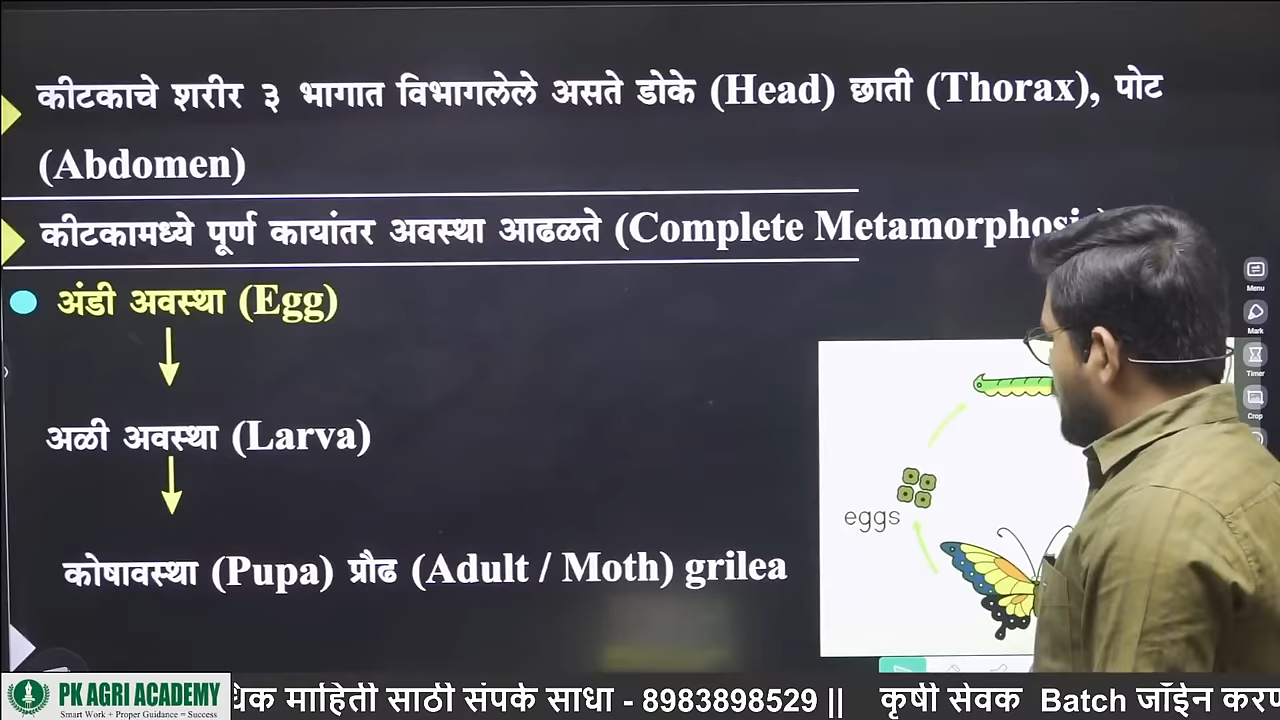 कीटकाचे शरीर ३ भागात विभागलेले असते डोके (Head) छाती (Thorax), पोट
(Abdomen)
कीटकामध्ये पूर्ण कायांतर अवस्था आढळते (Complete
अंडी अवस्था (Egg)
अळी अवस्था (Larva)
कोषावस्था (Pupa) प्रौढ (Adult / Moth) grilea
eggs
Menu
Mark
Timer
Crop
PK AGRI ACADEMY
Smart Work + Proper Guidance = Success
माहिती साठी संपर्क साधा - 8983898529 || कृषी सेवक Batch जॉईन